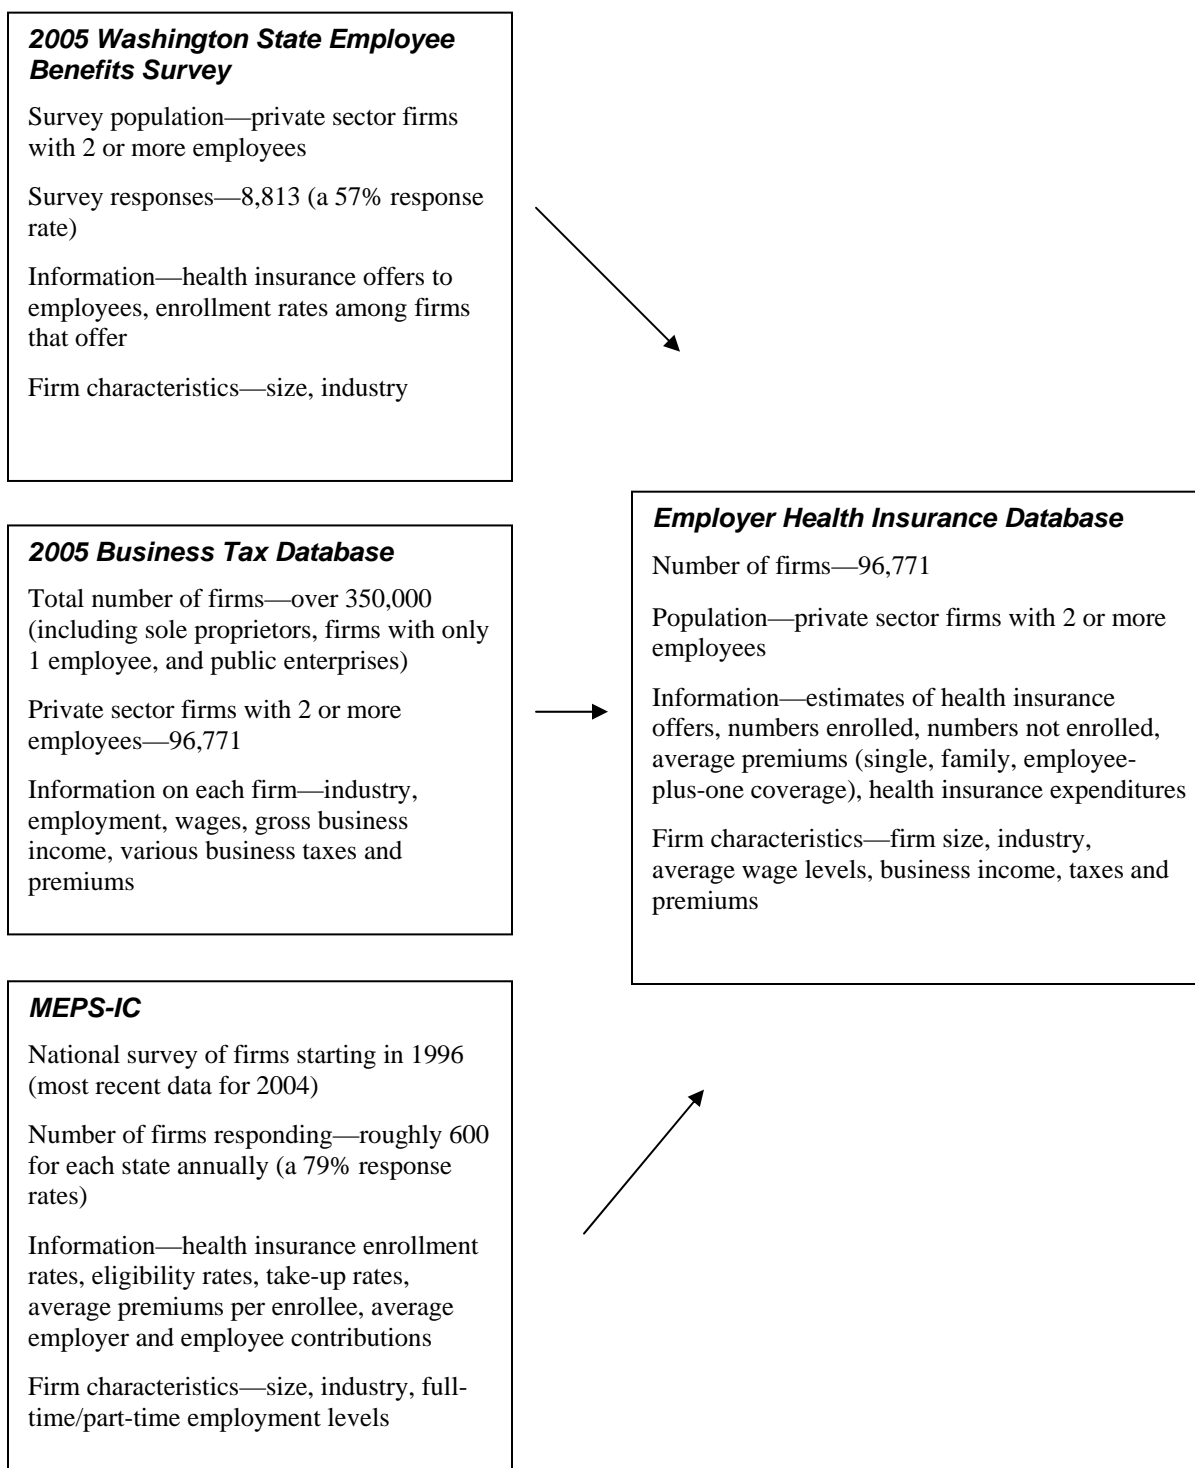 2005 Washington State Employee
Benefits Survey
Survey population—private sector firms
with 2 or more employees
Survey responses—8,813 (a 57% response
rate)
Information—health insurance offers to
employees, enrollment rates among firms
that offer
Firm characteristics—size, industry
2005 Business Tax Database
Total number of firms—over 350,000
(including sole proprietors, firms with only
1 employee, and public enterprises)
Private sector firms with 2 or more
employees—96,771
Information on each firm—industry,
employment, wages, gross business
income, various business taxes and
premiums
MEPS-IC
National survey of firms starting in 1996
(most recent data for 2004)
Number of firms responding—roughly 600
for each state annually (a 79% response
rates)
Information—health insurance enrollment
rates, eligibility rates, take-up rates,
average premiums per enrollee, average
employer and employee contributions
Firm characteristics—size, industry, full-
time/part-time employment levels
Employer Health Insurance Database
Number of firms—96,771
Population—private sector firms with 2 or more
employees
Information—estimates of health insurance
offers, numbers enrolled, numbers not enrolled,
average premiums (single, family, employee-
plus-one coverage), health insurance expenditures
Firm characteristics—firm size, industry,
average wage levels, business income, taxes and
premiums